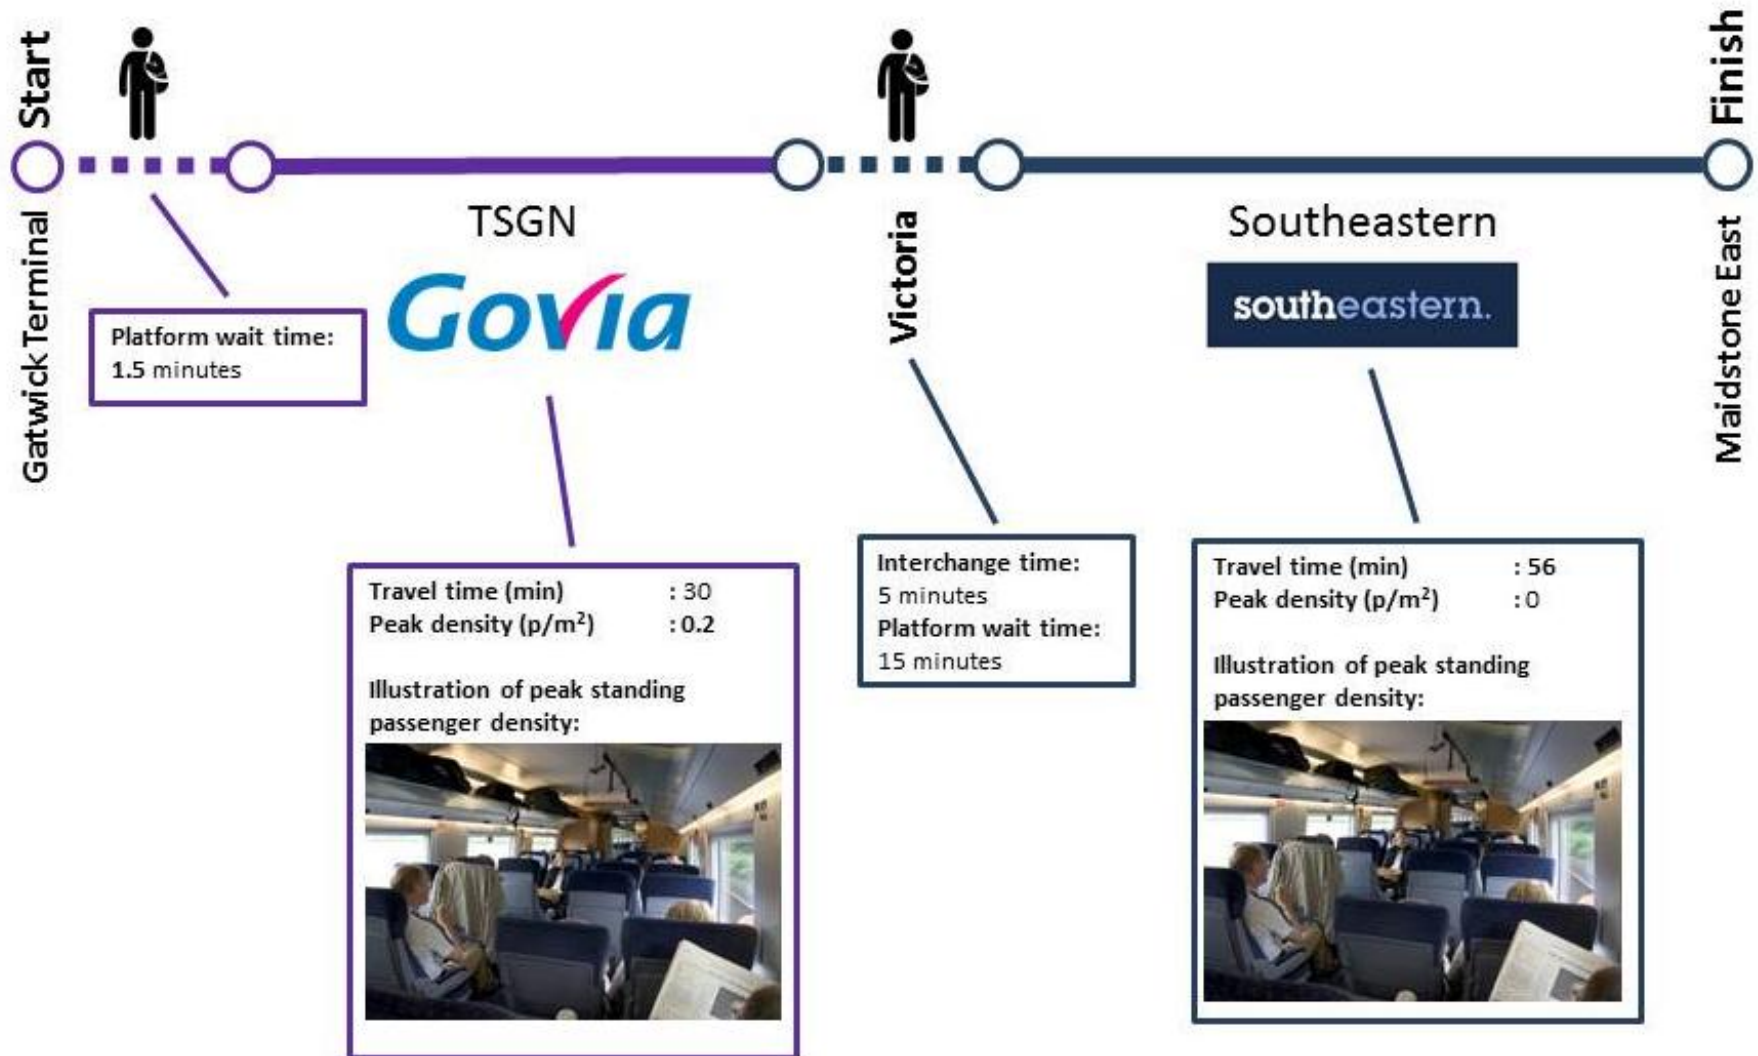 Start
Gatwick Terminal
Platform wait time:
1.5 minutes
TSGN
Govia
Travel time (min) : 30
Peak density (p/m²) : 0.2
Illustration of peak standing
passenger density:
Victoria
Interchange time:
5 minutes
Platform wait time:
15 minutes
Southeastern
southeastern.
Travel time (min) : 56
Peak density (p/m²) : 0
Illustration of peak standing
passenger density:
Finish
Maidstone East